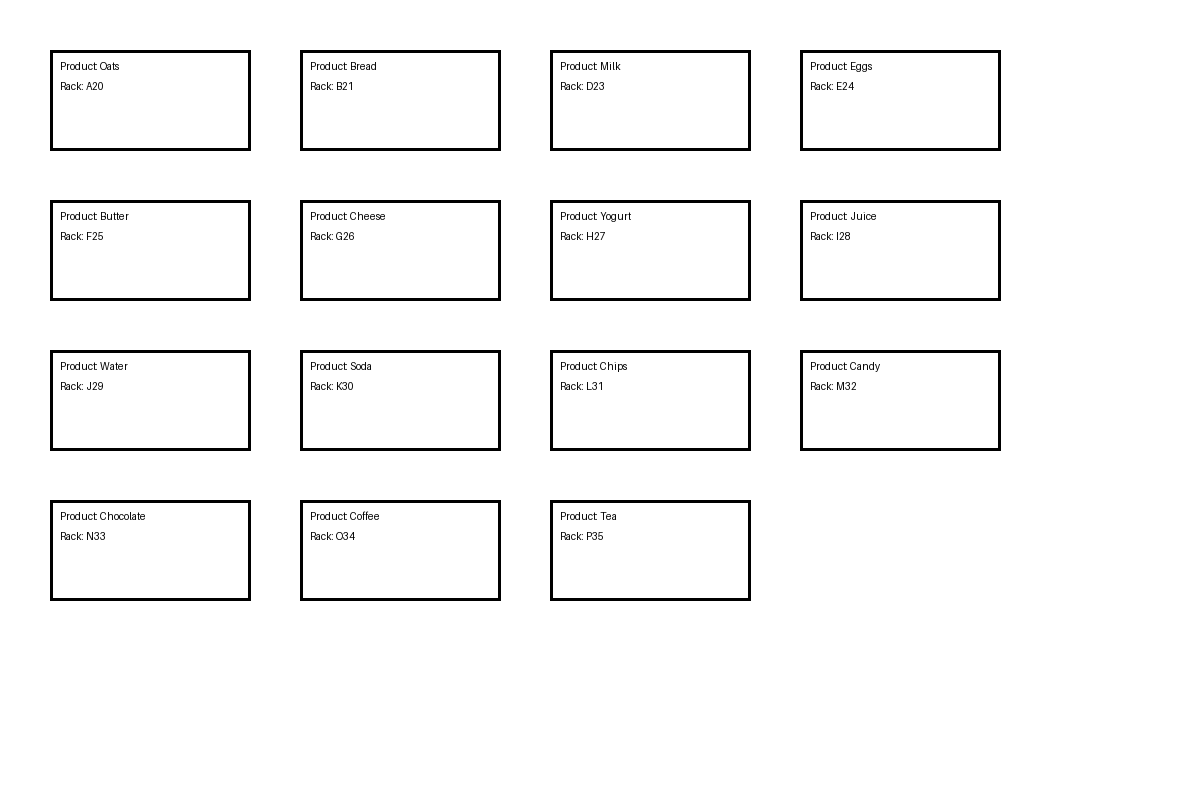 Product: Oats
Rack: A20
Product: Bread
Rack: B21
Product: Milk
Rack: D23
Product: Eggs
Rack: E24
Product: Butter
Rack: F25
Product: Cheese
Rack: G26
Product: Yogurt
Rack: H27
Product: Juice
Rack: I28
Product: Water
Rack: J29
Product: Soda
Rack: K30
Product: Chips
Rack: L31
Product: Candy
Rack: M32
Product: Chocolate
Rack: N33
Product: Coffee
Rack: O34
Product: Tea
Rack: P35